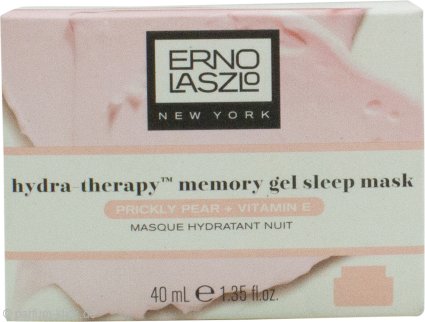 ERNO
LASZLO
NEW YORK
hydra-therapy™ memory gel sleep mask
PRICKLY PEAR + VITAMIN E
MASQUE HYDRATANT NUIT
40 mL ℮ 1.35 fl.oz.